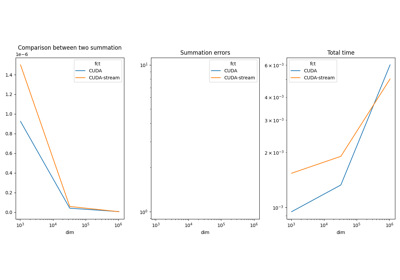 Comparison between two summation
1e−6
fct
CUDA
CUDA-stream
1.4
1.2
1.0
0.8
0.6
0.4
0.2
0.0
10³
10⁴
10⁵
10⁶
dim
Summation errors
fct
CUDA
CUDA-stream
10¹
10⁰
10³
10⁴
10⁵
10⁶
dim
Total time
fct
CUDA
CUDA-stream
6 × 10⁻³
4 × 10⁻³
3 × 10⁻³
2 × 10⁻³
10⁻³
10³
10⁴
10⁵
10⁶
dim